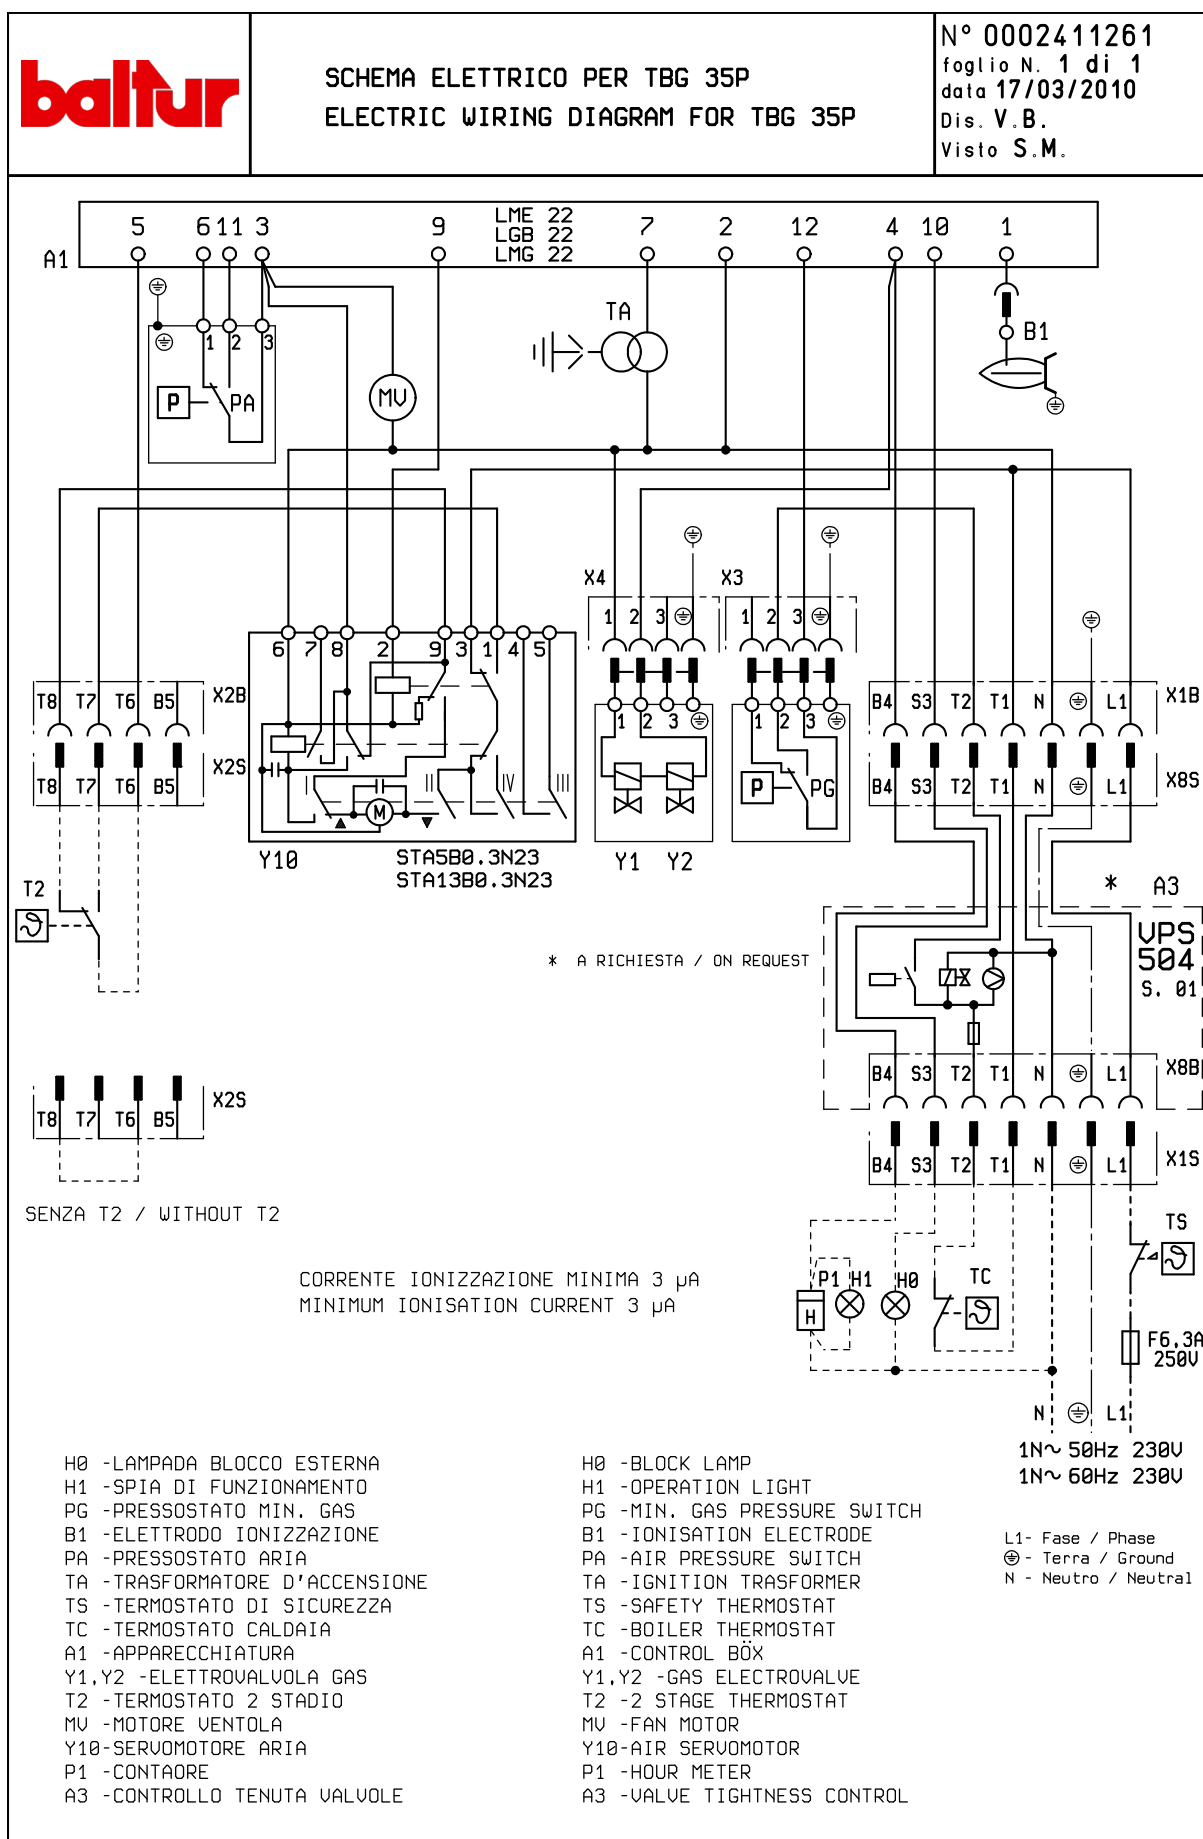 baltur
SCHEMA ELETTRICO PER TBG 35P
ELECTRIC WIRING DIAGRAM FOR TBG 35P
N° 0002411261
foglio N. 1 di 1
data 17/03/2010
Dis. V.B.
Visto S.M.
A1
5 6 11 3 9 7 2 12 4 10 1
LME 22
LGB 22
LMG 22
TA
B1
1 2 3
P PA
MV
X4 X3
1 2 3 1 2 3
6 7 8 2 9 3 1 4 5
T8 T7 T6 B5 X2B
X2S
T8 T7 T6 B5
I II IV III
M
Y10
STA5B0.3N23
STA13B0.3N23
1 2 3
Y1 Y2
1 2 3
P PG
B4 S3 T2 T1 N L1 X1B
X8S
B4 S3 T2 T1 N L1
T2
* A3
VPS
504
S. 01
* A RICHIESTA / ON REQUEST
B4 S3 T2 T1 N L1 X8B
X2S
T8 T7 T6 B5
B4 S3 T2 T1 N L1 X1S
SENZA T2 / WITHOUT T2
TS
CORRENTE IONIZZAZIONE MINIMA 3 µA
MINIMUM IONISATION CURRENT 3 µA
P1 H1 H0 TC
H
F6,3A
250V
N L1
1N~ 50Hz 230V
1N~ 60Hz 230V
H0 -LAMPADA BLOCCO ESTERNA
H1 -SPIA DI FUNZIONAMENTO
PG -PRESSOSTATO MIN. GAS
B1 -ELETTRODO IONIZZAZIONE
PA -PRESSOSTATO ARIA
TA -TRASFORMATORE D'ACCENSIONE
TS -TERMOSTATO DI SICUREZZA
TC -TERMOSTATO CALDAIA
A1 -APPARECCHIATURA
Y1,Y2 -ELETTROVALVOLA GAS
T2 -TERMOSTATO 2 STADIO
MV -MOTORE VENTOLA
Y10-SERVOMOTORE ARIA
P1 -CONTAORE
A3 -CONTROLLO TENUTA VALVOLE
H0 -BLOCK LAMP
H1 -OPERATION LIGHT
PG -MIN. GAS PRESSURE SWITCH
B1 -IONISATION ELECTRODE
PA -AIR PRESSURE SWITCH
TA -IGNITION TRASFORMER
TS -SAFETY THERMOSTAT
TC -BOILER THERMOSTAT
A1 -CONTROL BÖX
Y1,Y2 -GAS ELECTROVALVE
T2 -2 STAGE THERMOSTAT
MV -FAN MOTOR
Y10-AIR SERVOMOTOR
P1 -HOUR METER
A3 -VALVE TIGHTNESS CONTROL
L1- Fase / Phase
- Terra / Ground
N - Neutro / Neutral